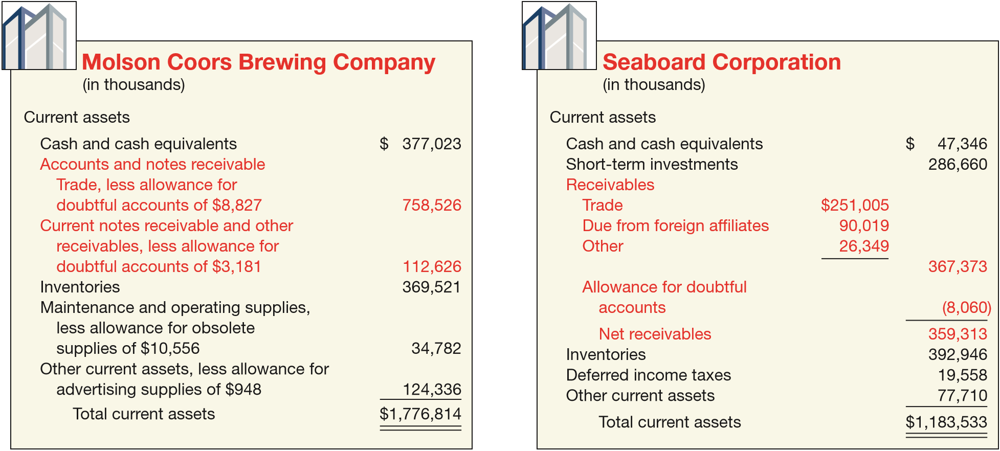 Molson Coors Brewing Company
(in thousands)
Current assets
Cash and cash equivalents $ 377,023
Accounts and notes receivable
Trade, less allowance for
doubtful accounts of $8,827 758,526
Current notes receivable and other
receivables, less allowance for
doubtful accounts of $3,181 112,626
Inventories 369,521
Maintenance and operating supplies,
less allowance for obsolete
supplies of $10,556 34,782
Other current assets, less allowance for
advertising supplies of $948 124,336
Total current assets $1,776,814
Seaboard Corporation
(in thousands)
Current assets
Cash and cash equivalents $ 47,346
Short-term investments 286,660
Receivables
Trade $251,005
Due from foreign affiliates 90,019
Other 26,349
367,373
Allowance for doubtful
accounts (8,060)
Net receivables 359,313
Inventories 392,946
Deferred income taxes 19,558
Other current assets 77,710
Total current assets $1,183,533